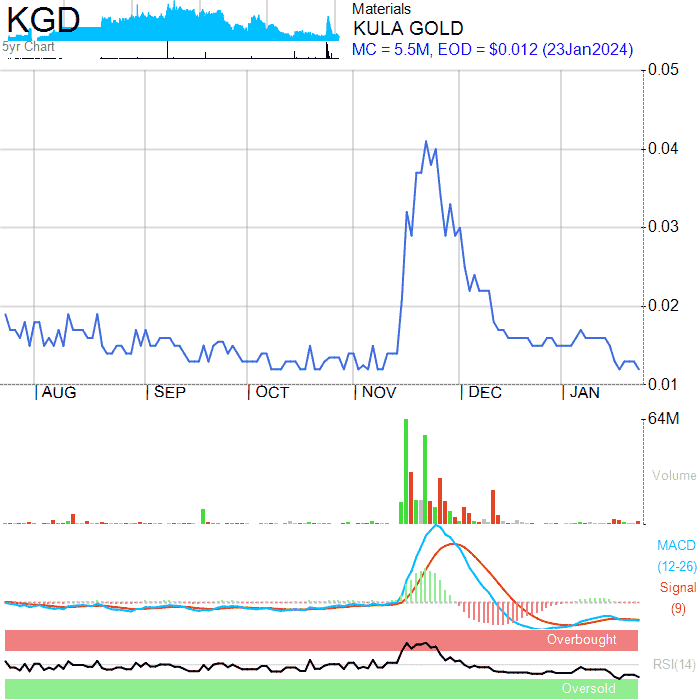 KGD
5yr Chart
Materials
KULA GOLD
MC = 5.5M, EOD = $0.012 (23Jan2024)
0.05
0.04
0.03
0.02
0.01
AUG
SEP
OCT
NOV
DEC
JAN
64M
Volume
MACD
(12-26)
Signal
(9)
Overbought
RSI(14)
Oversold